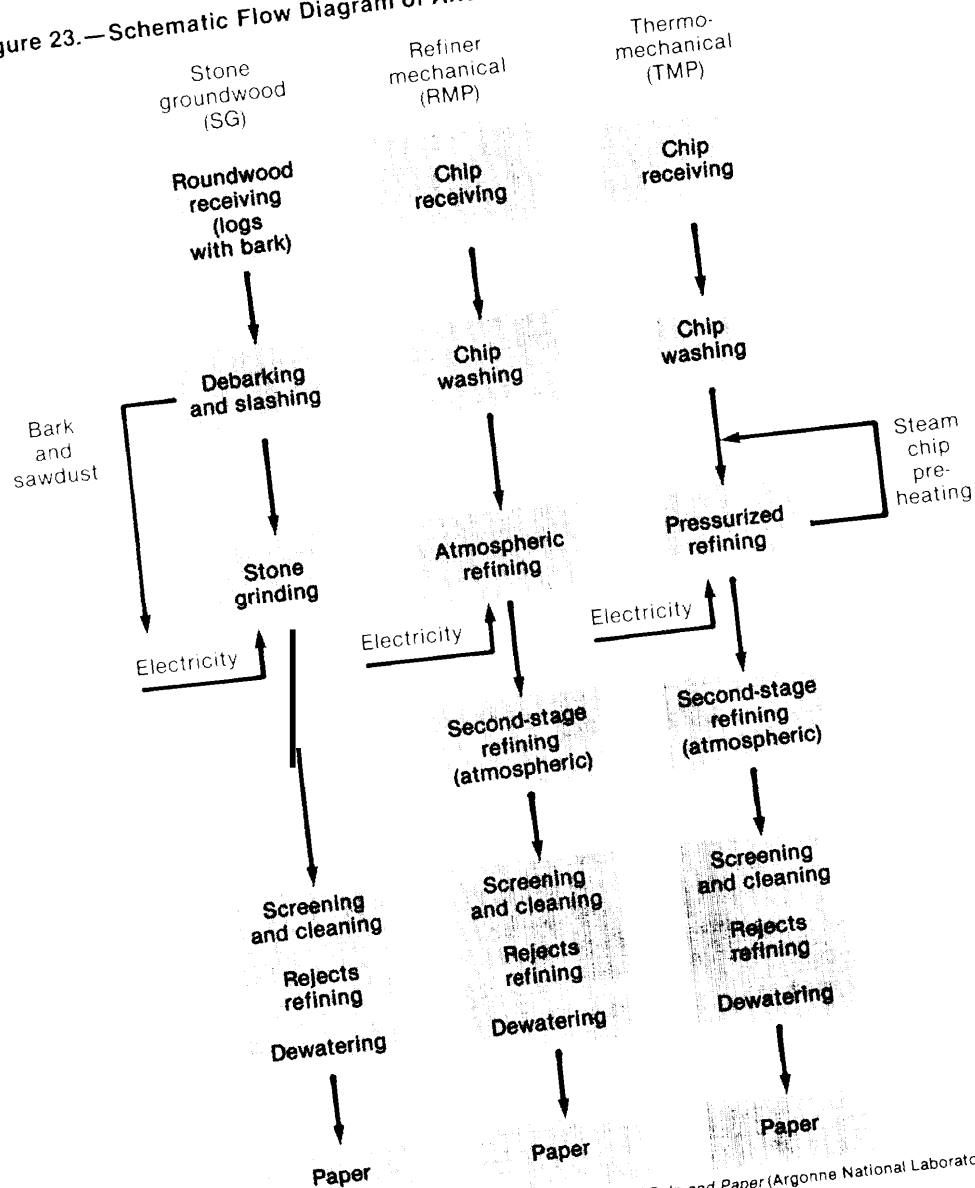 gure 23.—Schematic Flow Diagram of
Stone
groundwood
(SG)
Roundwood
receiving
(logs
with bark)
Debarking
and slashing
Bark
and
sawdust
Stone
grinding
Electricity
Screening
and cleaning
Rejects
refining
Dewatering
Paper
Refiner
mechanical
(RMP)
Chip
receiving
Chip
washing
Atmospheric
refining
Electricity
Second-stage
refining
(atmospheric)
Screening
and cleaning
Rejects
refining
Dewatering
Paper
Thermo-
mechanical
(TMP)
Chip
receiving
Chip
washing
Steam
chip
pre-
heating
Pressurized
refining
Electricity
Second-stage
refining
(atmospheric)
Screening
and cleaning
Rejects
refining
Dewatering
Paper
and Paper (Argonne National Laborato